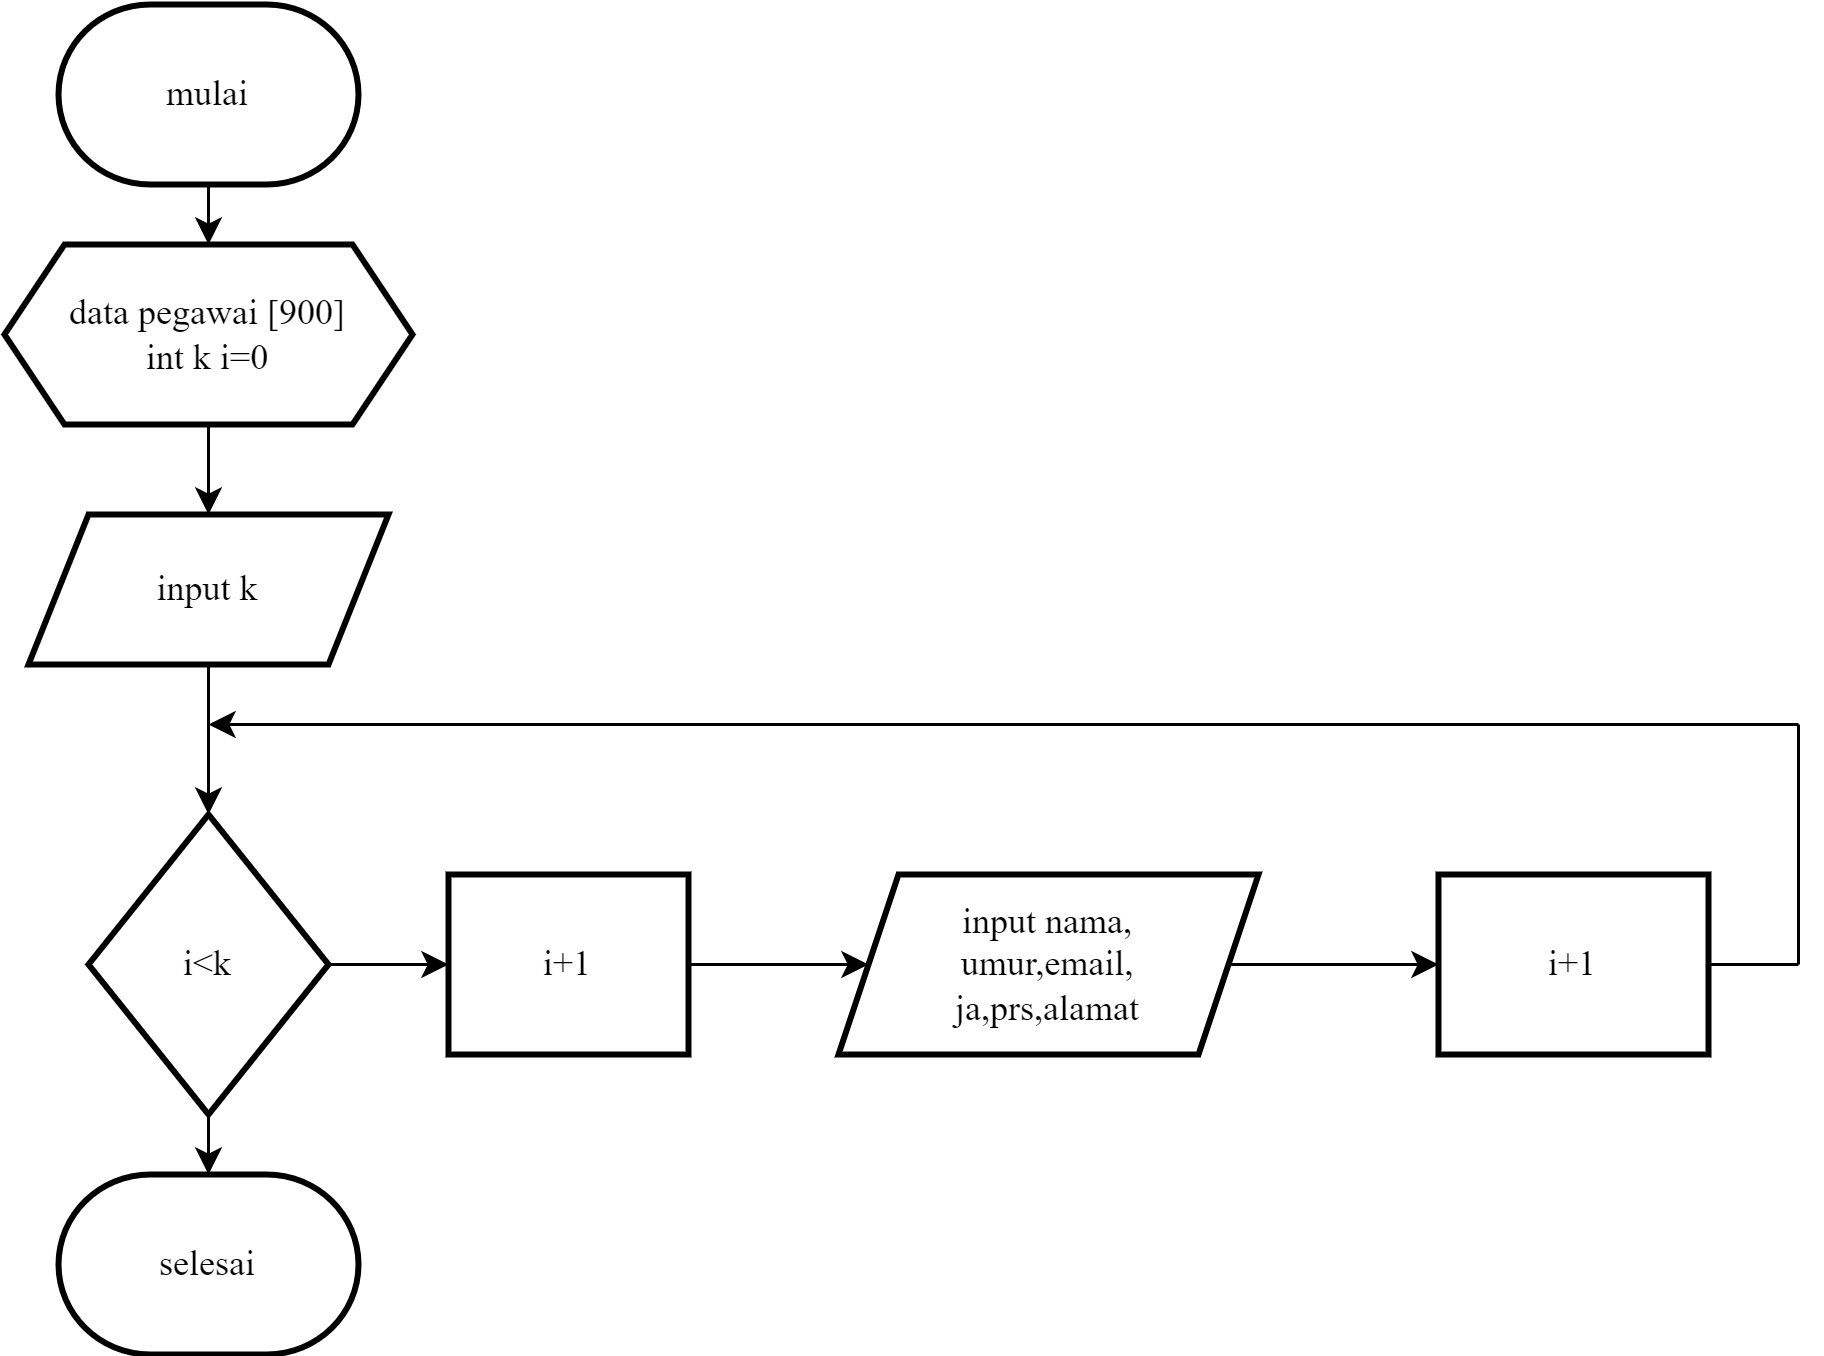 mulai
data pegawai [900]
int k i=0
input k
i<k
i+1
input nama,
umur,email,
ja,prs,alamat
i+1
selesai